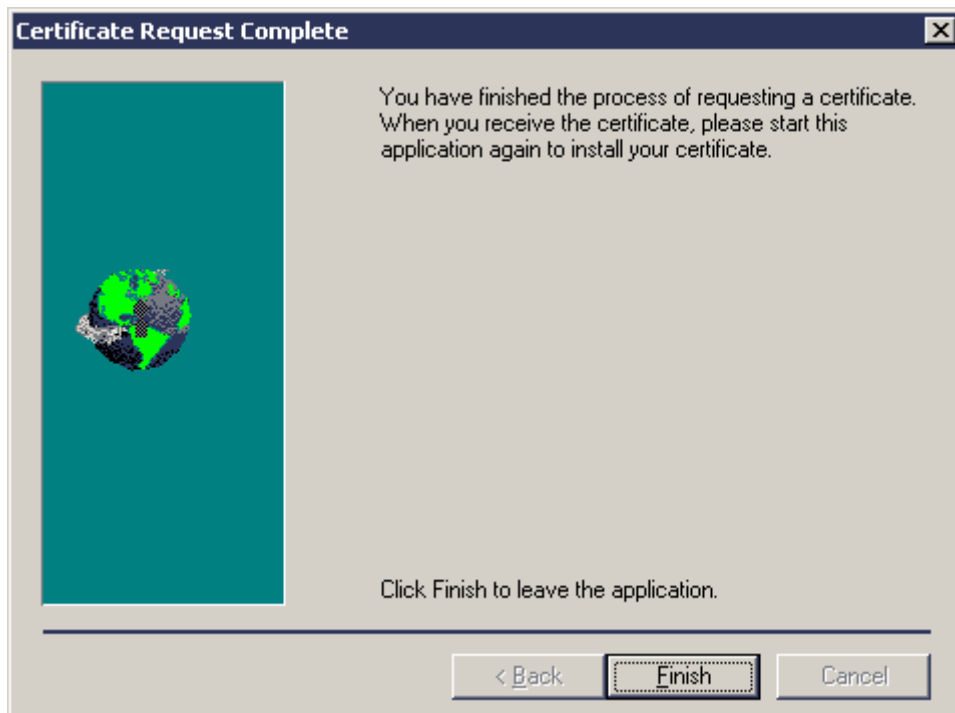 Certificate Request Complete
You have finished the process of requesting a certificate.
When you receive the certificate, please start this
application again to install your certificate.
Click Finish to leave the application.
< Back
Finish
Cancel